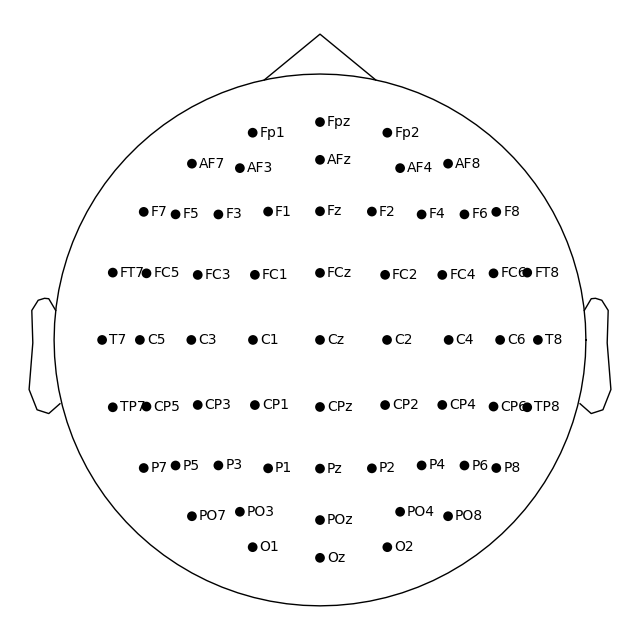 Fpz
Fp1 Fp2
AFz
AF7 AF3 AF4 AF8
F7 F5 F3 F1 Fz F2 F4 F6 F8
FT7 FC5 FC3 FC1 FCz FC2 FC4 FC6 FT8
T7 C5 C3 C1 Cz C2 C4 C6 T8
TP7 CP5 CP3 CP1 CPz CP2 CP4 CP6 TP8
P7 P5 P3 P1 Pz P2 P4 P6 P8
PO7 PO3 POz PO4 PO8
O1 O2
Oz